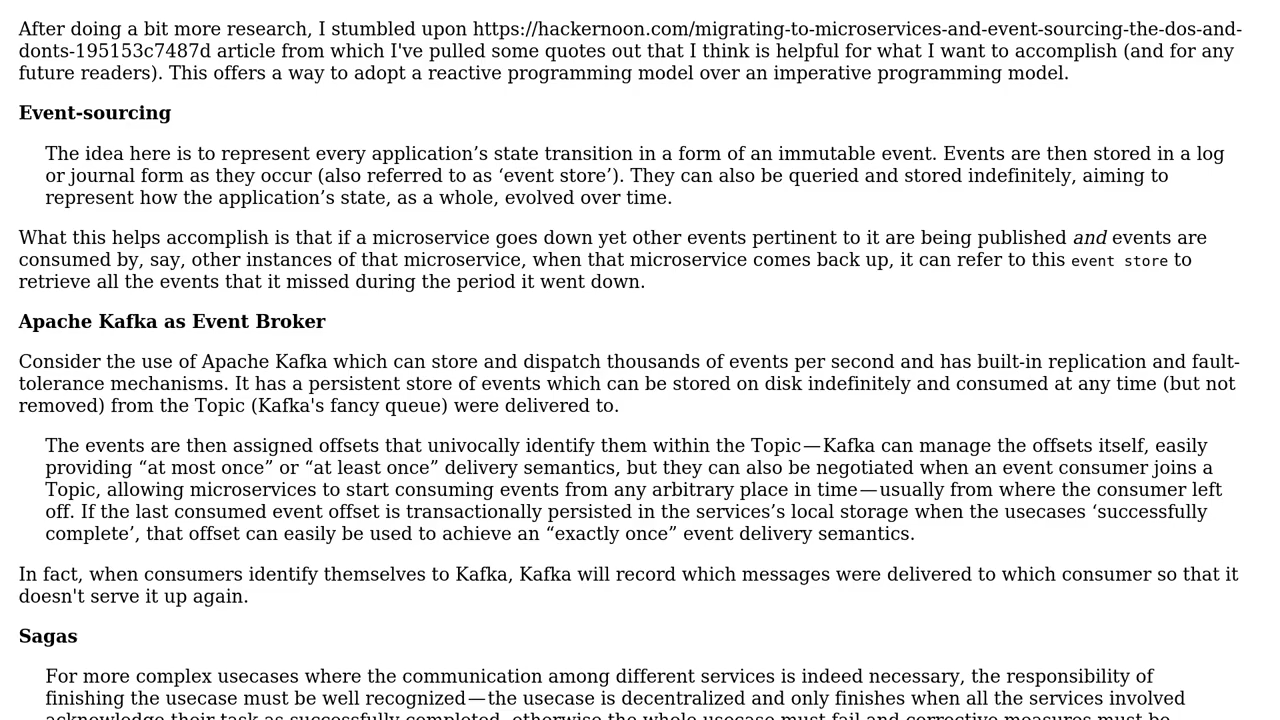 After doing a bit more research, I stumbled upon https://hackernoon.com/migrating-to-microservices-and-event-sourcing-the-dos-and-
donts-195153c7487d article from which I've pulled some quotes out that I think is helpful for what I want to accomplish (and for any
future readers). This offers a way to adopt a reactive programming model over an imperative programming model.
Event-sourcing
The idea here is to represent every application’s state transition in a form of an immutable event. Events are then stored in a log
or journal form as they occur (also referred to as ‘event store’). They can also be queried and stored indefinitely, aiming to
represent how the application’s state, as a whole, evolved over time.
What this helps accomplish is that if a microservice goes down yet other events pertinent to it are being published and events are
consumed by, say, other instances of that microservice, when that microservice comes back up, it can refer to this event store to
retrieve all the events that it missed during the period it went down.
Apache Kafka as Event Broker
Consider the use of Apache Kafka which can store and dispatch thousands of events per second and has built-in replication and fault-
tolerance mechanisms. It has a persistent store of events which can be stored on disk indefinitely and consumed at any time (but not
removed) from the Topic (Kafka's fancy queue) were delivered to.
The events are then assigned offsets that univocally identify them within the Topic — Kafka can manage the offsets itself, easily
providing “at most once” or “at least once” delivery semantics, but they can also be negotiated when an event consumer joins a
Topic, allowing microservices to start consuming events from any arbitrary place in time — usually from where the consumer left
off. If the last consumed event offset is transactionally persisted in the services’s local storage when the usecases ‘successfully
complete’, that offset can easily be used to achieve an “exactly once” event delivery semantics.
In fact, when consumers identify themselves to Kafka, Kafka will record which messages were delivered to which consumer so that it
doesn't serve it up again.
Sagas
For more complex usecases where the communication among different services is indeed necessary, the responsibility of
finishing the usecase must be well recognized — the usecase is decentralized and only finishes when all the services involved
acknowledge their task as successfully completed, otherwise the whole usecase must fail and corrective measures must be